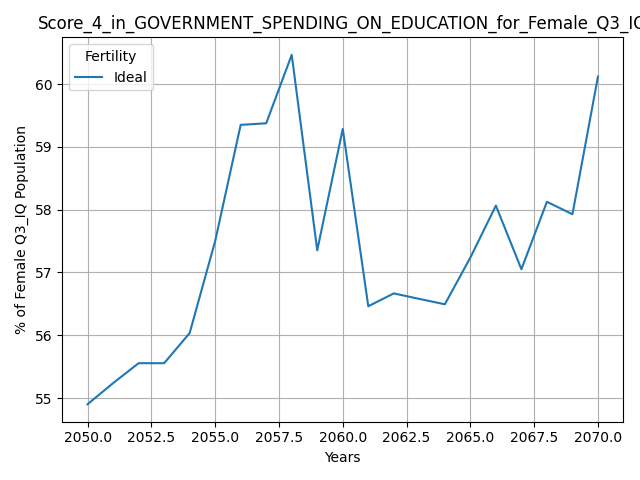 Score_4_in_GOVERNMENT_SPENDING_ON_EDUCATION_for_Female_Q3_IQ
Fertility
Ideal
60
59
58
57
56
55
% of Female Q3_IQ Population
2050.0 2052.5 2055.0 2057.5 2060.0 2062.5 2065.0 2067.5 2070.0
Years